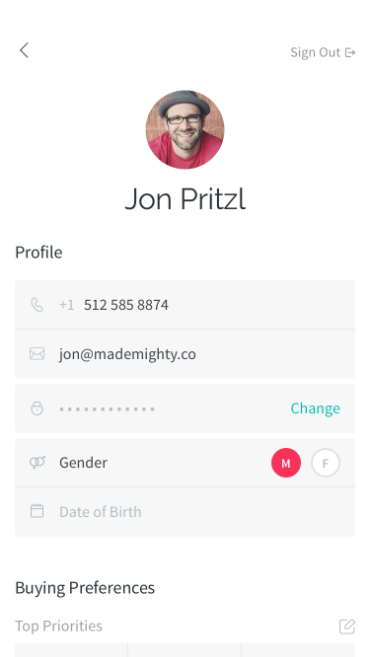 Sign Out
Jon Pritzl
Profile
+1 512 585 8874
jon@mademighty.co
•••••••••••• Change
Gender M F
Date of Birth
Buying Preferences
Top Priorities